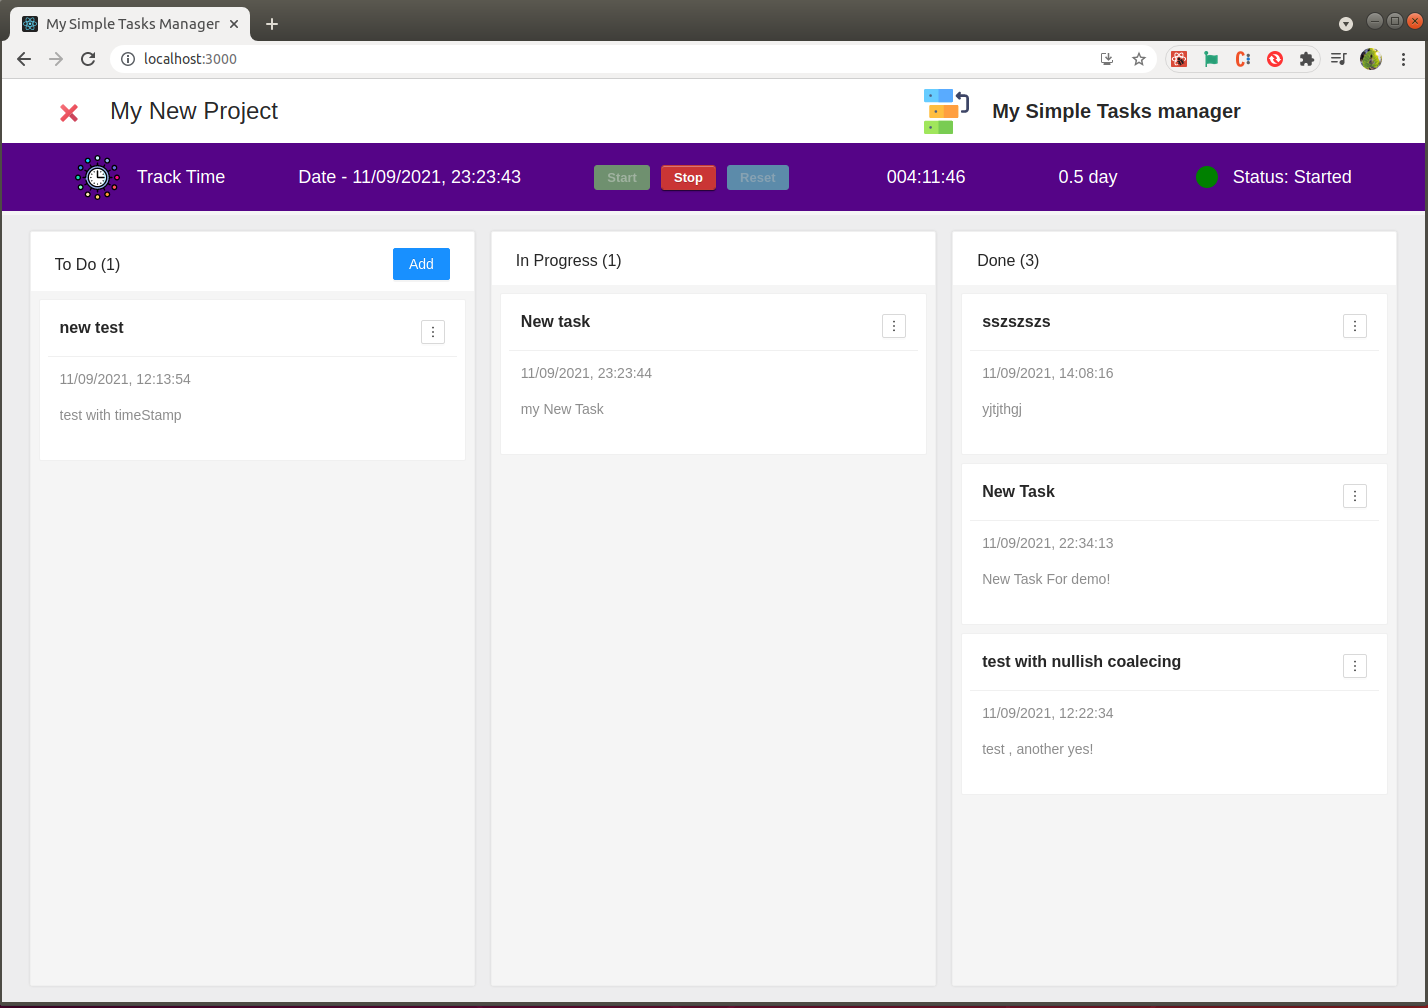 My Simple Tasks Manager
localhost:3000
My New Project
My Simple Tasks manager
Track Time
Date - 11/09/2021, 23:23:43
Start
Stop
Reset
004:11:46
0.5 day
Status: Started
To Do (1)
Add
new test
11/09/2021, 12:13:54
test with timeStamp
In Progress (1)
New task
11/09/2021, 23:23:44
my New Task
Done (3)
sszszszs
11/09/2021, 14:08:16
yjtjthgj
New Task
11/09/2021, 22:34:13
New Task For demo!
test with nullish coalecing
11/09/2021, 12:22:34
test , another yes!